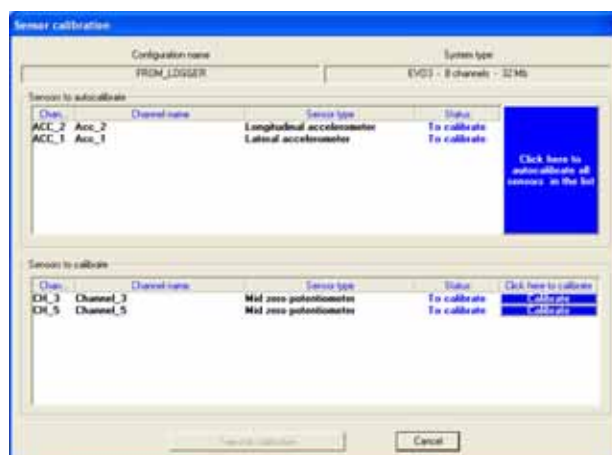 Sensor calibration
Configuration name System type
FROM_LOGGER EVO3 - 8 channels - 32 Mb
Sensors to autocalibrate
Chan... Channel name Sensor type Status
ACC_2 Acc_2 Longitudinal accelerometer To calibrate
ACC_1 Acc_1 Lateral accelerometer To calibrate
Click here to
autocalibrate all
sensors in the list
Sensors to calibrate
Chan... Channel name Sensor type Status Click here to calibrate
CH_3 Channel_3 Mid zero potentiometer To calibrate Calibrate
CH_5 Channel_5 Mid zero potentiometer To calibrate Calibrate
Cancel